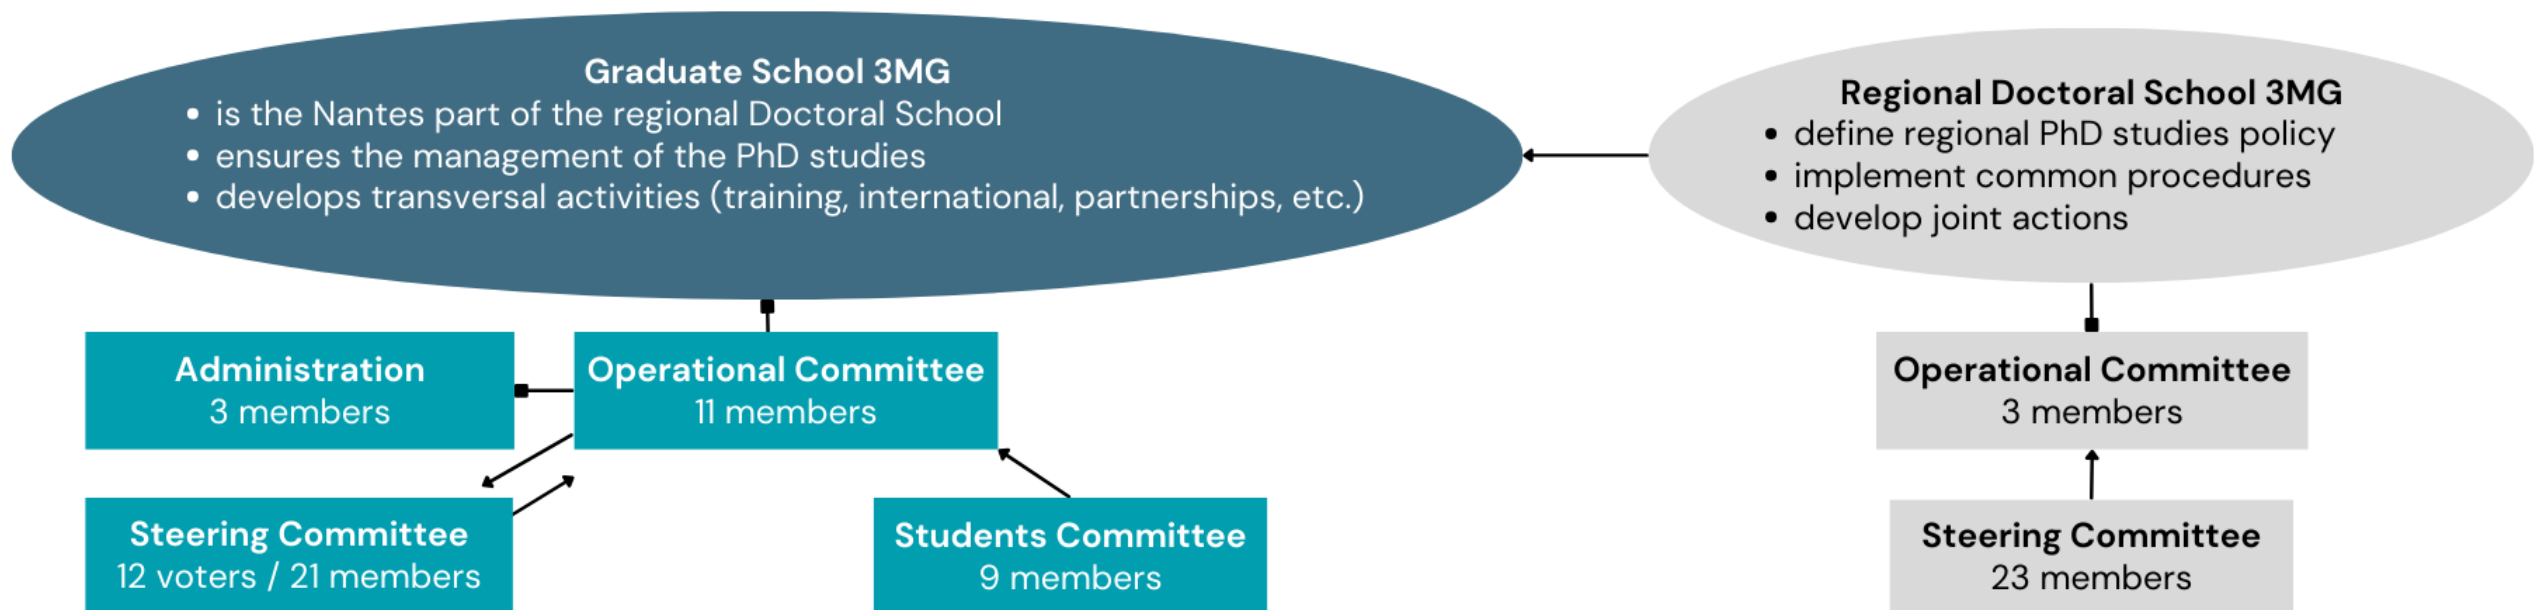 Graduate School 3MG
• is the Nantes part of the regional Doctoral School
• ensures the management of the PhD studies
• develops transversal activities (training, international, partnerships, etc.)
Regional Doctoral School 3MG
• define regional PhD studies policy
• implement common procedures
• develop joint actions
Administration
3 members
Operational Committee
11 members
Operational Committee
3 members
Steering Committee
12 voters / 21 members
Students Committee
9 members
Steering Committee
23 members